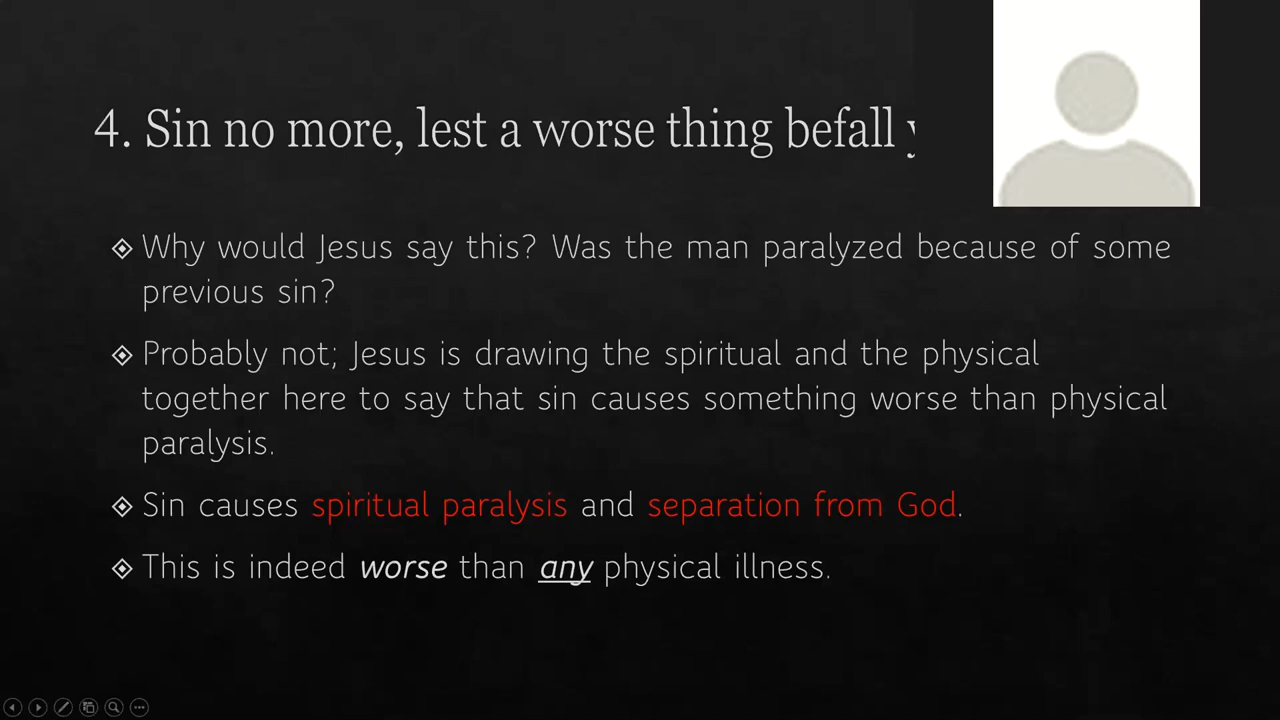 4. Sin no more, lest a worse thing befall
Why would Jesus say this? Was the man paralyzed because of some
previous sin?
Probably not; Jesus is drawing the spiritual and the physical
together here to say that sin causes something worse than physical
paralysis.
Sin causes spiritual paralysis and separation from God.
This is indeed worse than any physical illness.